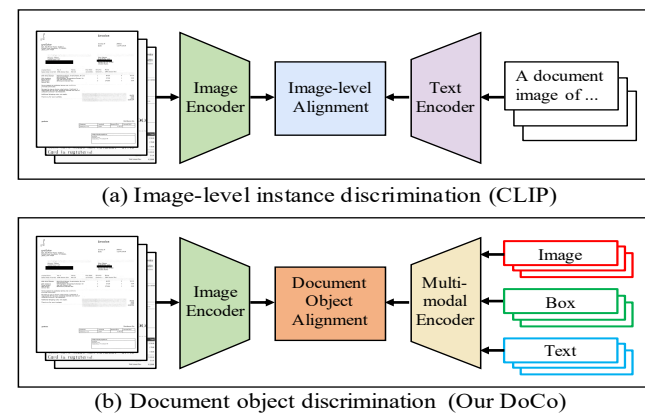 Image
Encoder
Image-level
Alignment
Text
Encoder
A document
image of ...
(a) Image-level instance discrimination (CLIP)
Image
Encoder
Document
Object
Alignment
Multi-
modal
Encoder
Image
Box
Text
(b) Document object discrimination (Our DoCo)